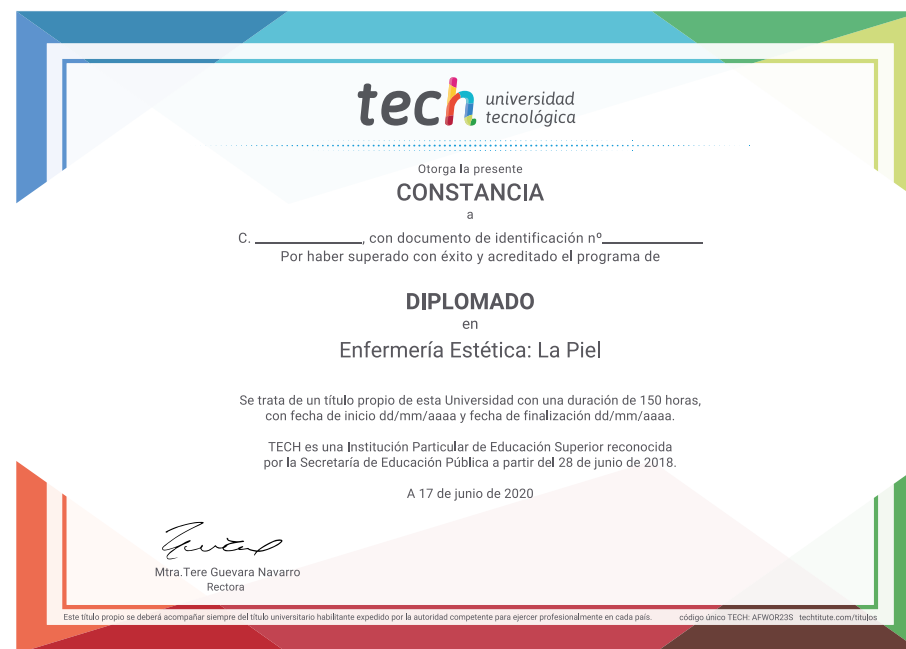 tech universidad
tecnológica
Otorga la presente
CONSTANCIA
a
C. ____________, con documento de identificación nº____________
Por haber superado con éxito y acreditado el programa de
DIPLOMADO
en
Enfermería Estética: La Piel
Se trata de un título propio de esta Universidad con una duración de 150 horas,
con fecha de inicio dd/mm/aaaa y fecha de finalización dd/mm/aaaa.
TECH es una Institución Particular de Educación Superior reconocida
por la Secretaría de Educación Pública a partir del 28 de junio de 2018.
A 17 de junio de 2020
Mtra.Tere Guevara Navarro
Rectora
Este título propio se deberá acompañar siempre del título universitario habilitante expedido por la autoridad competente para ejercer profesionalmente en cada país. código único TECH: AFWOR23S techtitute.com/titulos